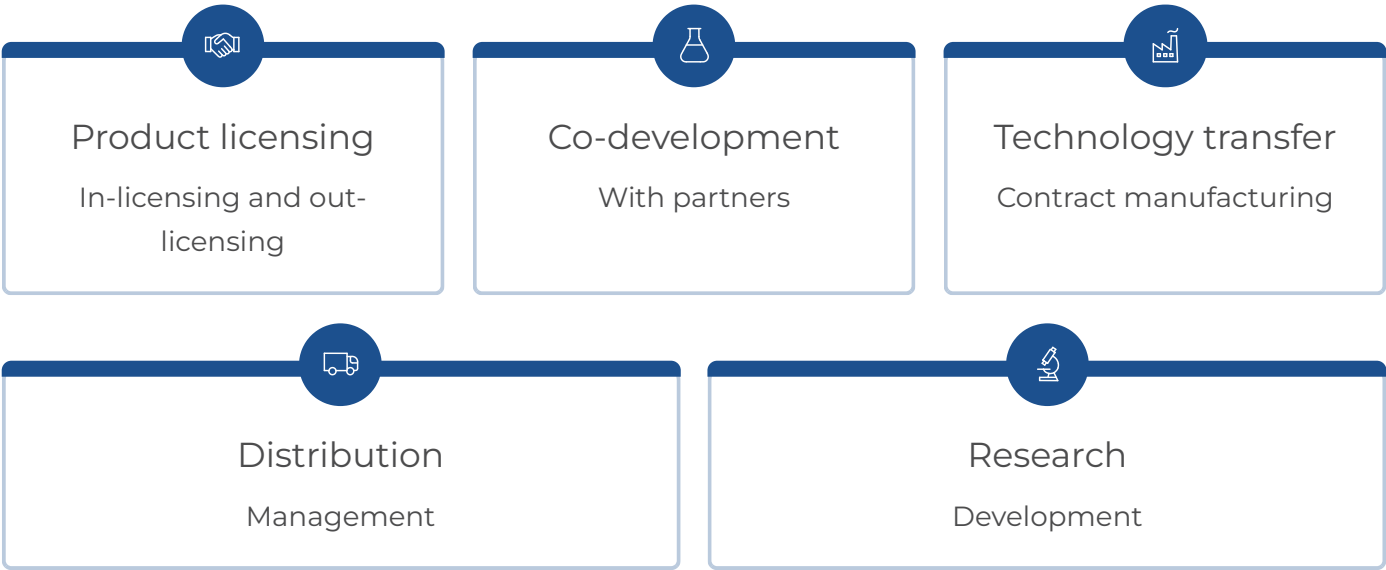 Product licensing
In-licensing and out-
licensing
Co-development
With partners
Technology transfer
Contract manufacturing
Distribution
Management
Research
Development